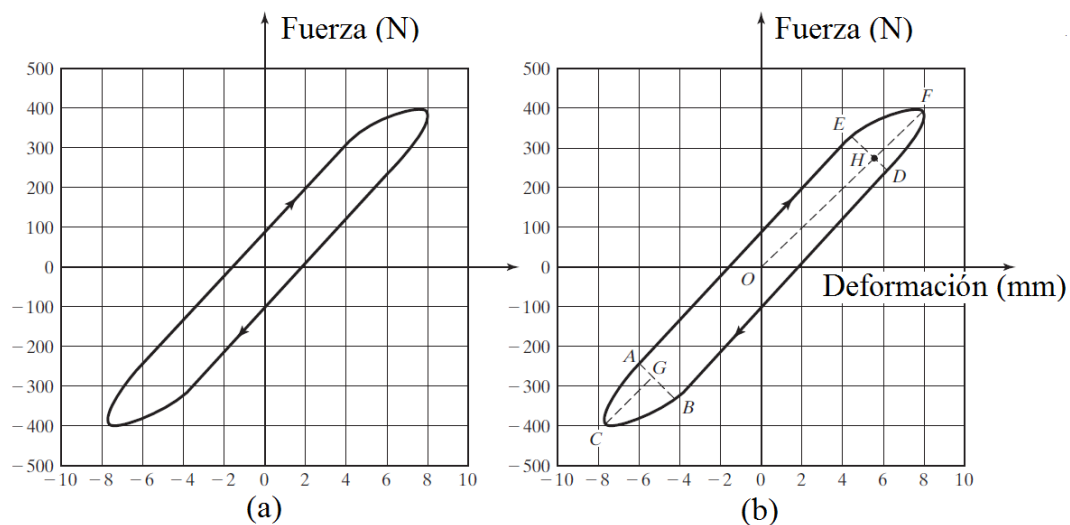 Fuerza (N)
500
400
300
200
100
0
−100
−200
−300
−400
−500
−10 −8 −6 −4 −2 0 2 4 6 8 10
(a)
Fuerza (N)
500
400
300
200
100
0
−100
−200
−300
−400
−500
F
E
H
D
O
Deformación (mm)
A
G
B
C
−10 −8 −6 −4 −2 0 2 4 6 8 10
(b)